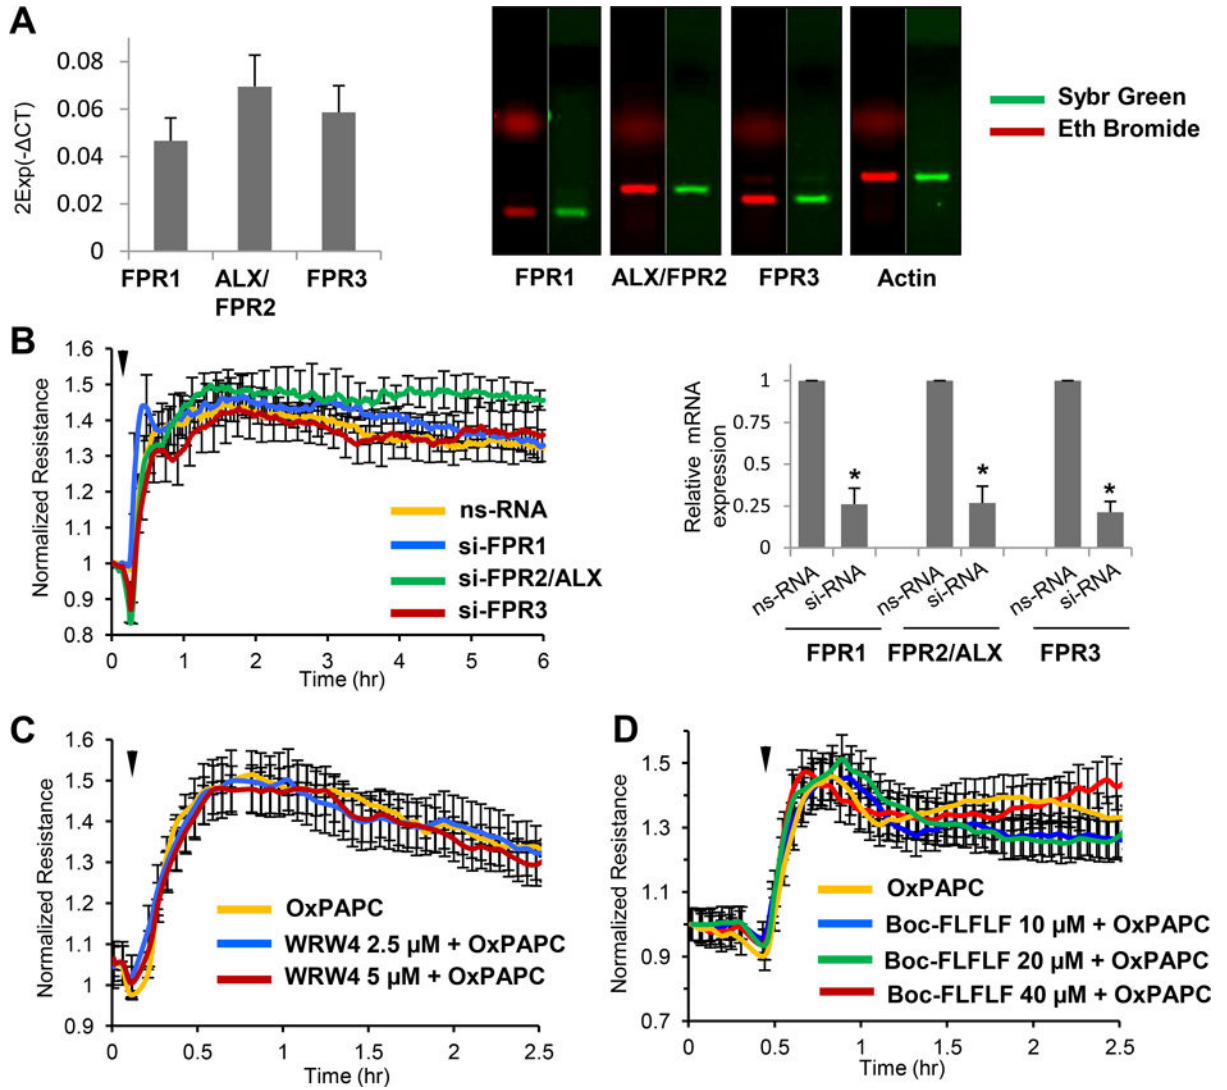 A
2Exp(-ΔCT)
0.08
0.06
0.04
0.02
0
FPR1
ALX/
FPR2
FPR3
FPR1
ALX/FPR2
FPR3
Actin
Sybr Green
Eth Bromide
B
Normalized Resistance
1.6
1.5
1.4
1.3
1.2
1.1
1
0.9
0.8
0 1 2 3 4 5 6
Time (hr)
ns-RNA
si-FPR1
si-FPR2/ALX
si-FPR3
Relative mRNA
expression
1
0.75
0.5
0.25
0
* * *
ns-RNA si-RNA ns-RNA si-RNA ns-RNA si-RNA
FPR1 FPR2/ALX FPR3
C
Normalized Resistance
1.6
1.5
1.4
1.3
1.2
1.1
1
0.9
0 0.5 1 1.5 2 2.5
Time (hr)
OxPAPC
WRW4 2.5 µM + OxPAPC
WRW4 5 µM + OxPAPC
D
Normalized Resistance
1.5
1.3
1.1
0.9
0.7
0.0 0.5 1.0 1.5 2.0 2.5
Time (hr)
OxPAPC
Boc-FLFLF 10 µM + OxPAPC
Boc-FLFLF 20 µM + OxPAPC
Boc-FLFLF 40 µM + OxPAPC